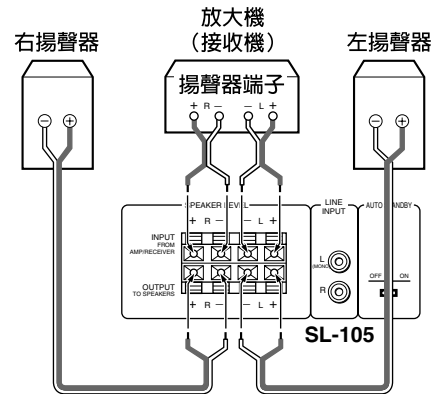 放大機
（接收機）
右揚聲器
左揚聲器
揚聲器端子
+ R − − L +
− +
− +
SPEAKER LEVEL
LINE
INPUT
AUTO STANDBY
+ R − − L +
INPUT
FROM
AMP/RECEIVER
L
(MONO)
R
OFF ON
OUTPUT
TO SPEAKERS
+ R − − L +
SL-105